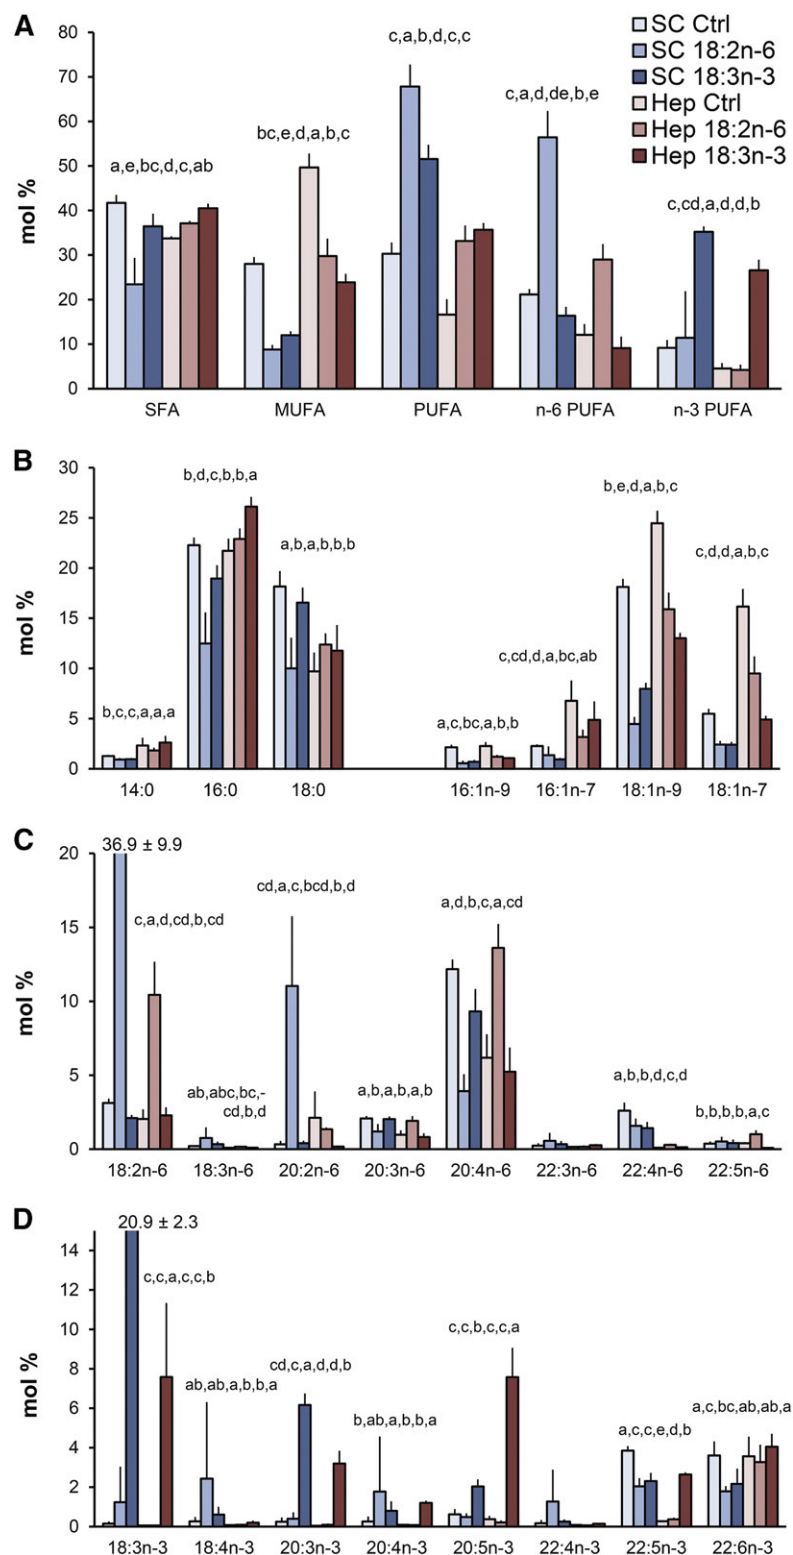 A
SC Ctrl
SC 18:2n-6
SC 18:3n-3
Hep Ctrl
Hep 18:2n-6
Hep 18:3n-3
mol %
80
70
60
50
40
30
20
10
0
a,e,bc,d,c,ab
bc,e,d,a,b,c
c,a,b,d,c,c
c,a,d,de,b,e
c,cd,a,d,d,b
SFA MUFA PUFA n-6 PUFA n-3 PUFA
B
mol %
30
25
20
15
10
5
0
b,c,c,a,a,a
b,d,c,b,b,a
a,b,a,b,b,b
a,c,bc,a,b,b
c,cd,d,a,bc,ab
b,e,d,a,b,c
c,d,d,a,b,c
14:0 16:0 18:0 16:1n-9 16:1n-7 18:1n-9 18:1n-7
C
mol %
20
15
10
5
0
36.9 ± 9.9
c,a,d,cd,b,cd
ab,abc,bc,-
cd,b,d
cd,a,c,bcd,b,d
a,b,a,b,a,b
a,d,b,c,a,cd
a,b,b,d,c,d
b,b,b,b,a,c
18:2n-6 18:3n-6 20:2n-6 20:3n-6 20:4n-6 22:3n-6 22:4n-6 22:5n-6
D
mol %
14
12
10
8
6
4
2
0
20.9 ± 2.3
c,c,a,c,c,b
ab,ab,a,b,b,a
cd,c,a,d,d,b
b,ab,a,b,b,a
c,c,b,c,c,a
a,c,c,e,d,b
a,c,bc,ab,ab,a
18:3n-3 18:4n-3 20:3n-3 20:4n-3 20:5n-3 22:4n-3 22:5n-3 22:6n-3